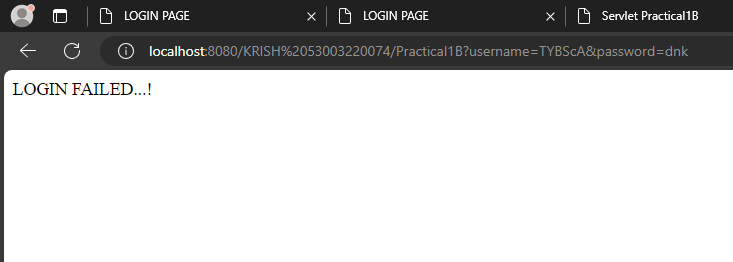 LOGIN PAGE
LOGIN PAGE
Servlet Practical1B
localhost:8080/KRISH%2053003220074/Practical1B?username=TYBScA&password=dnk
LOGIN FAILED...!